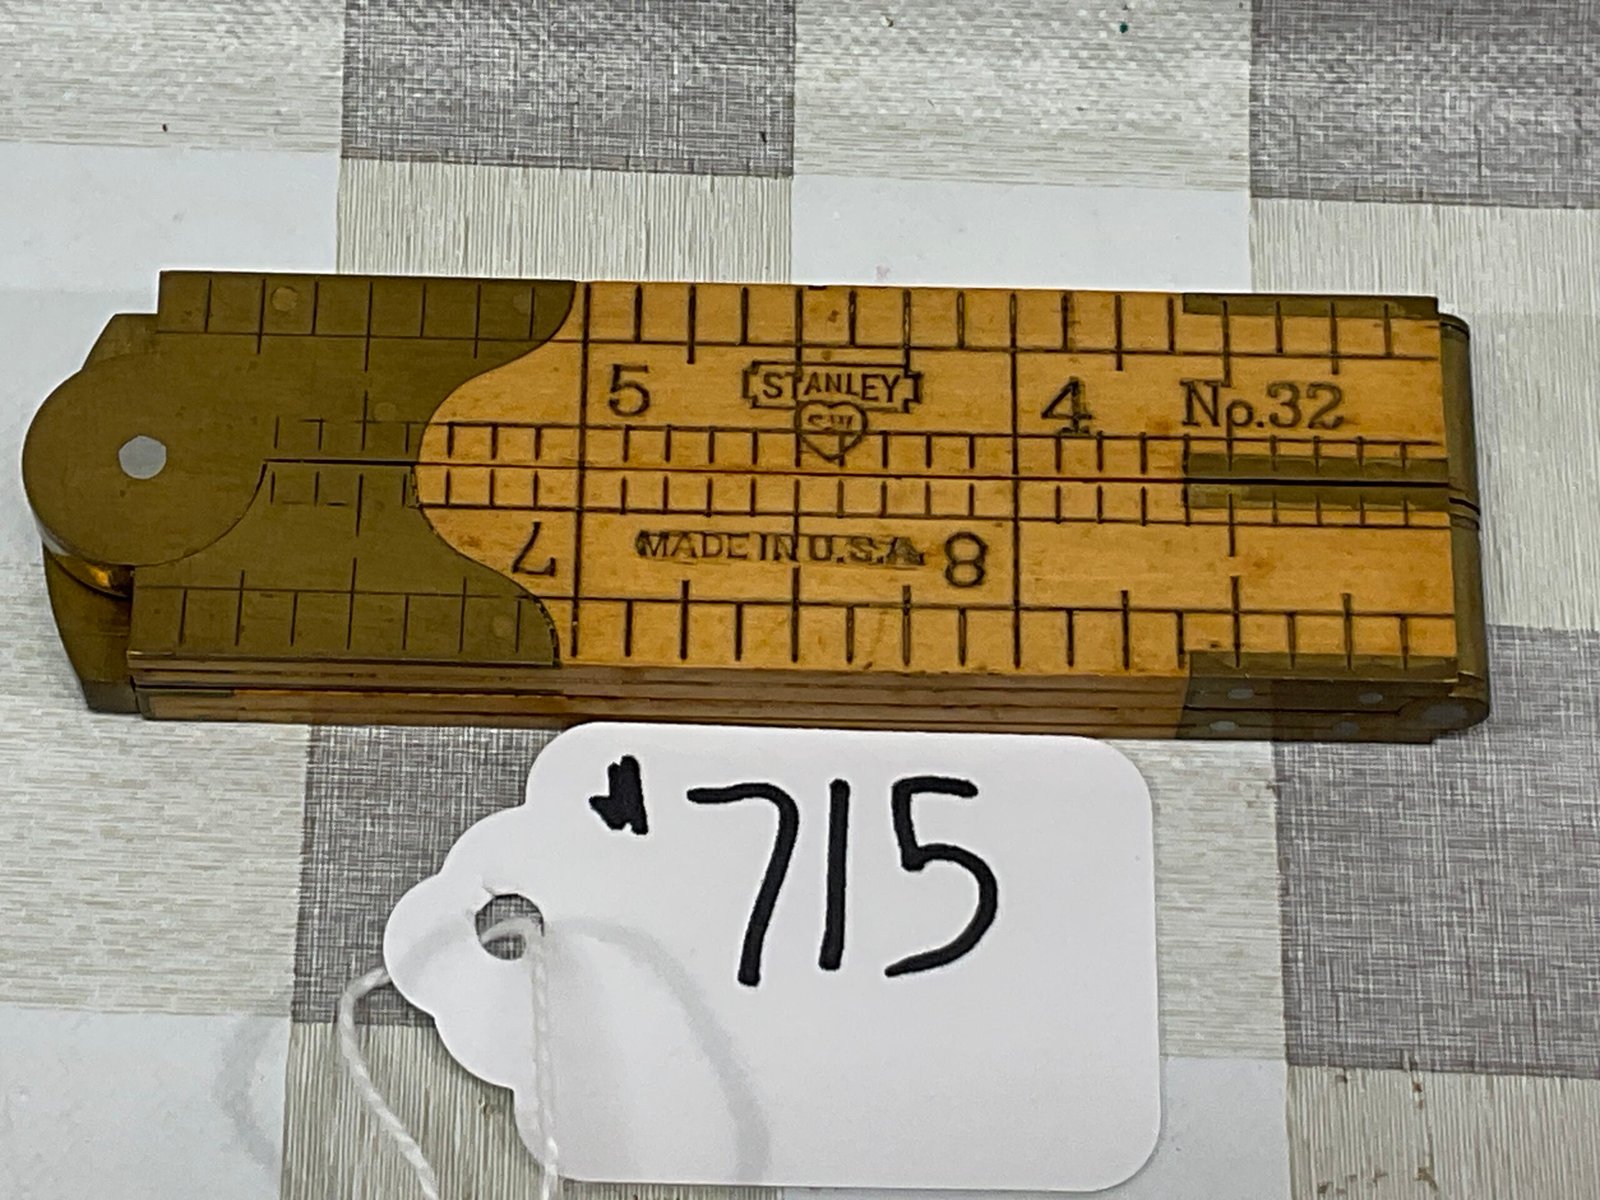 5 STANLEY 4 No.32
SW
7 MADE IN U.S.A. 8
715